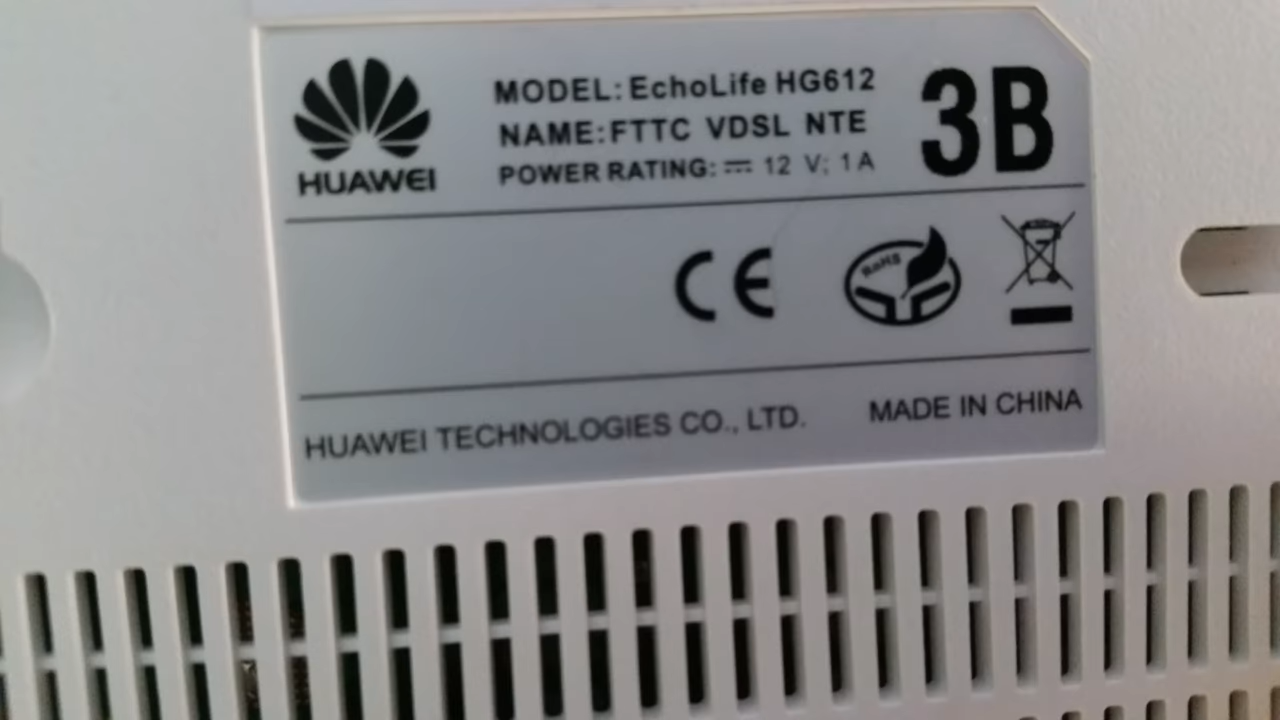 HUAWEI
MODEL: EchoLife HG612
NAME: FTTC VDSL NTE
POWER RATING: ⎓ 12 V; 1 A
3B
CE
RoHS
HUAWEI TECHNOLOGIES CO., LTD.
MADE IN CHINA